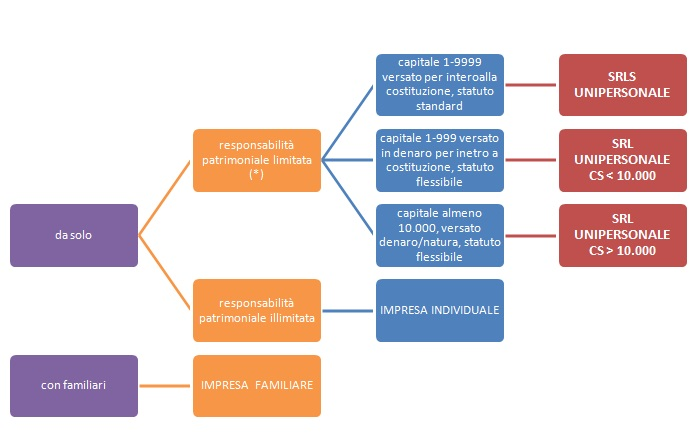 da solo
responsabilità
patrimoniale limitata
(*)
capitale 1-9999
versato per interoalla
costituzione, statuto
standard
SRLS
UNIPERSONALE
capitale 1-999 versato
in denaro per inetro a
costituzione, statuto
flessibile
SRL
UNIPERSONALE
CS < 10.000
capitale almeno
10.000, versato
denaro/natura, statuto
flessibile
SRL
UNIPERSONALE
CS > 10.000
responsabilità
patrimoniale illimitata
IMPRESA INDIVIDUALE
con familiari
IMPRESA FAMILIARE